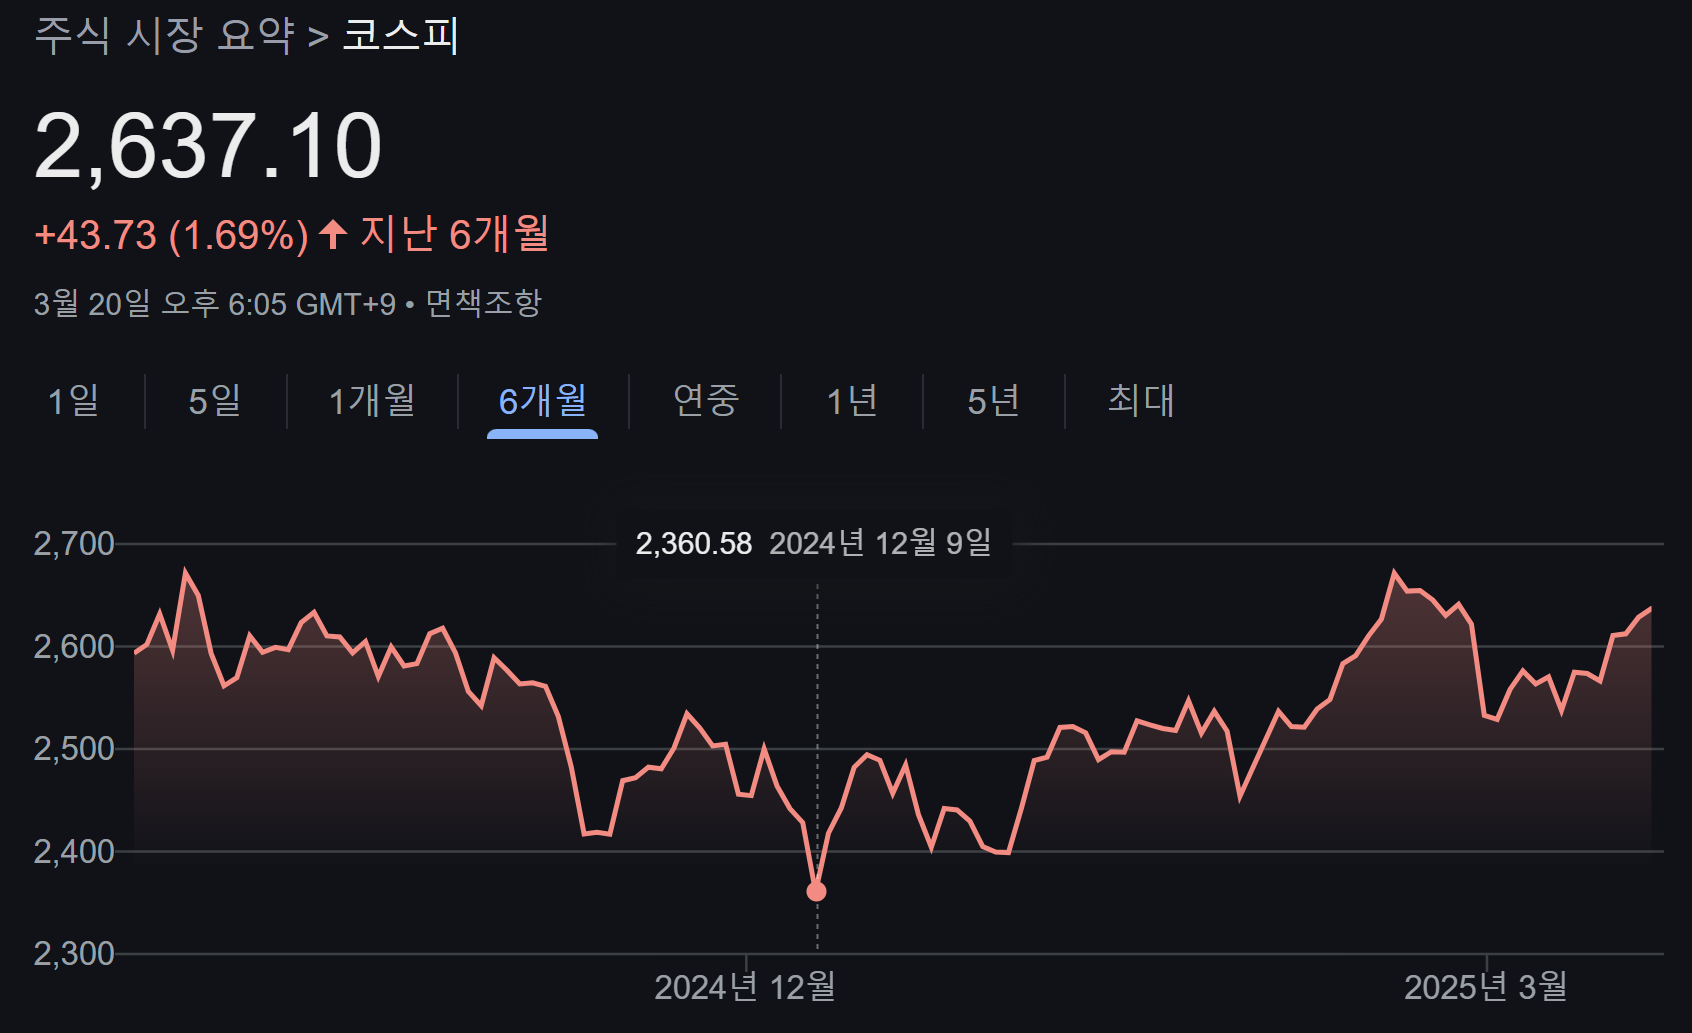 주식 시장 요약 > 코스피
2,637.10
+43.73 (1.69%) ↑ 지난 6개월
3월 20일 오후 6:05 GMT+9 • 면책조항
1일 5일 1개월 6개월 연중 1년 5년 최대
2,360.58 2024년 12월 9일
2,700
2,600
2,500
2,400
2,300
2024년 12월 2025년 3월